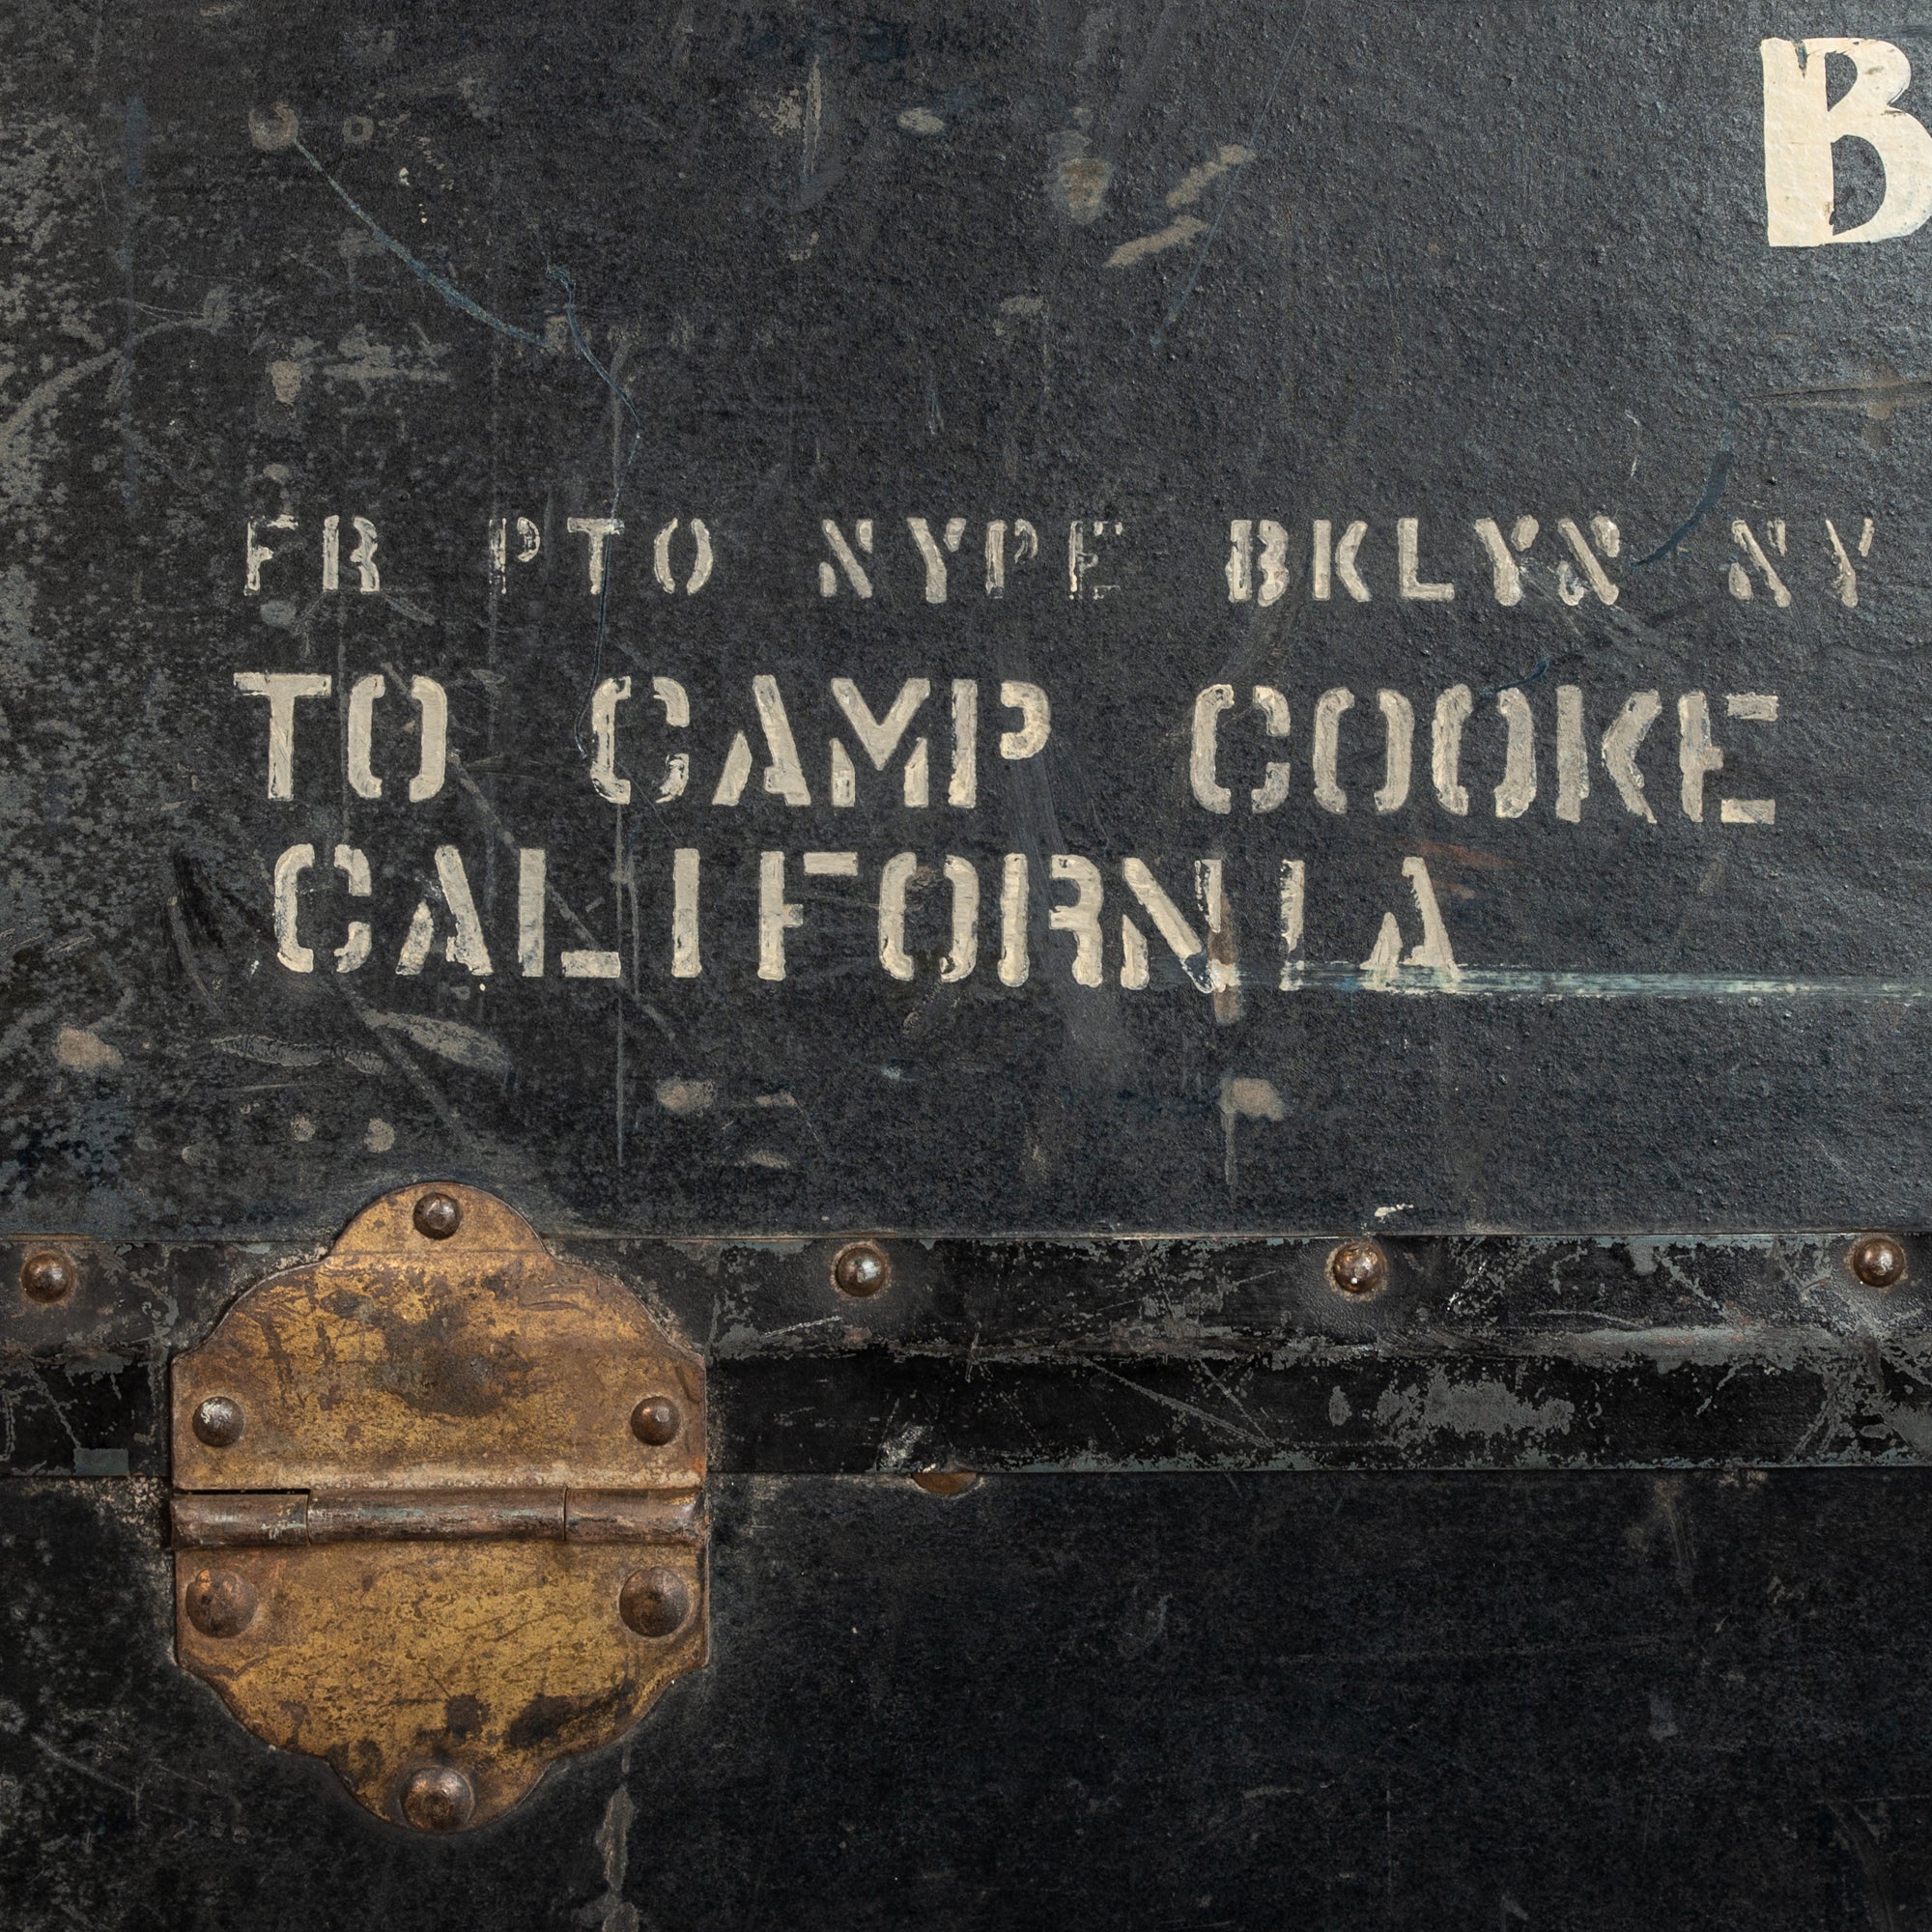 B
FR PTO NYPE BKLYN NY
TO CAMP COOKE
CALIFORNIA